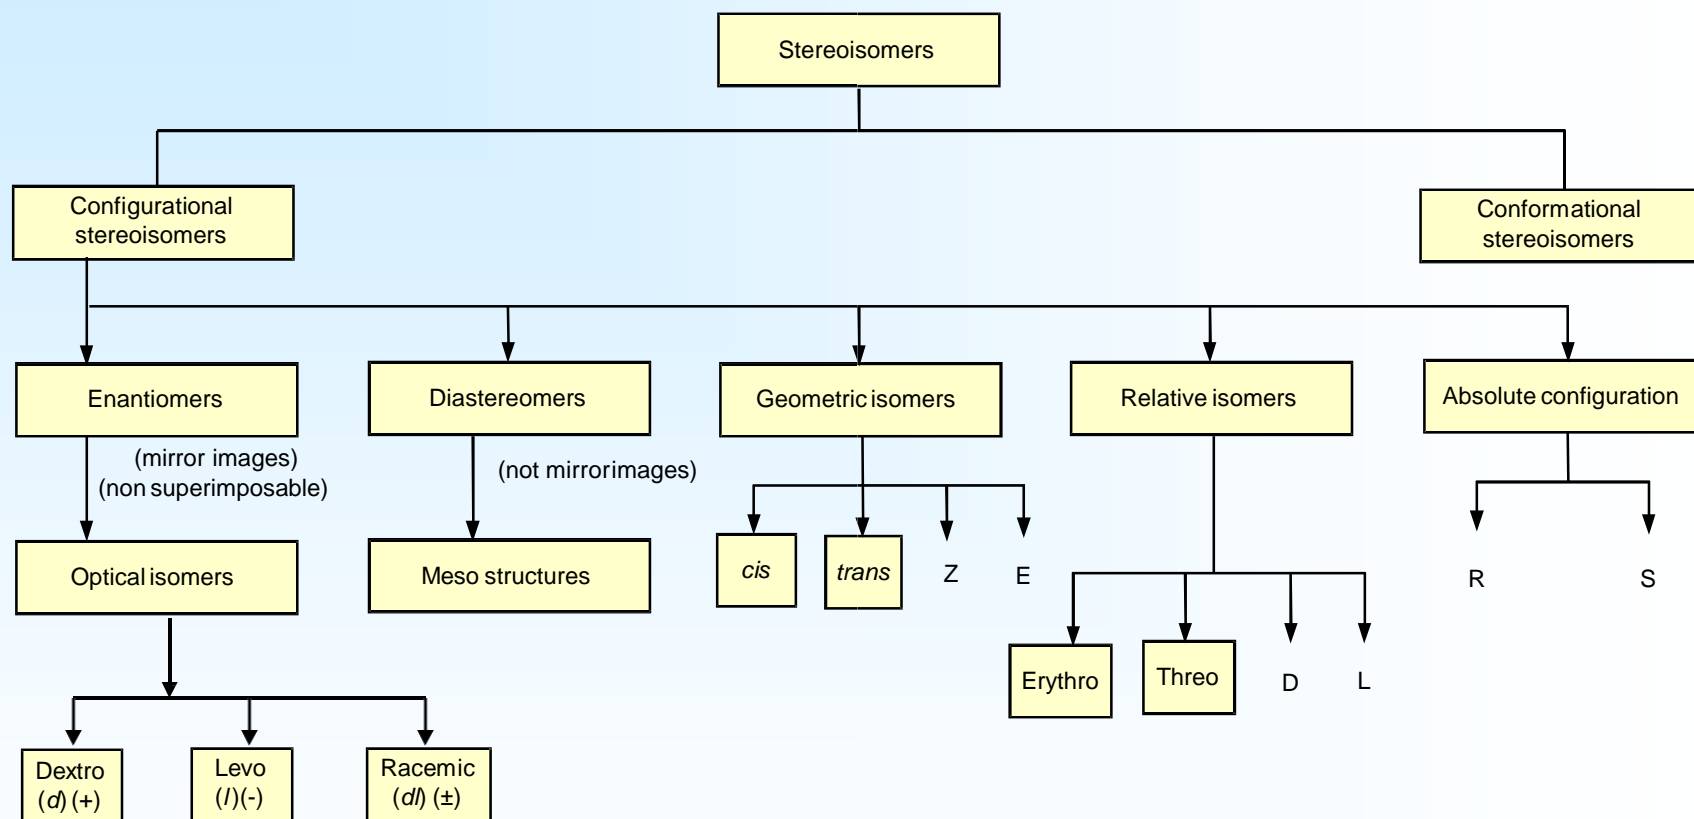 Stereoisomers
Configurational
stereoisomers
Conformational
stereoisomers
Enantiomers
Diastereomers
Geometric isomers
Relative isomers
Absolute configuration
(mirror images)
(non superimposable)
(not mirrorimages)
Optical isomers
Meso structures
cis
trans
Z
E
R
S
Erythro
Threo
D
L
Dextro
(d) (+)
Levo
(l)(-)
Racemic
(dl) (±)